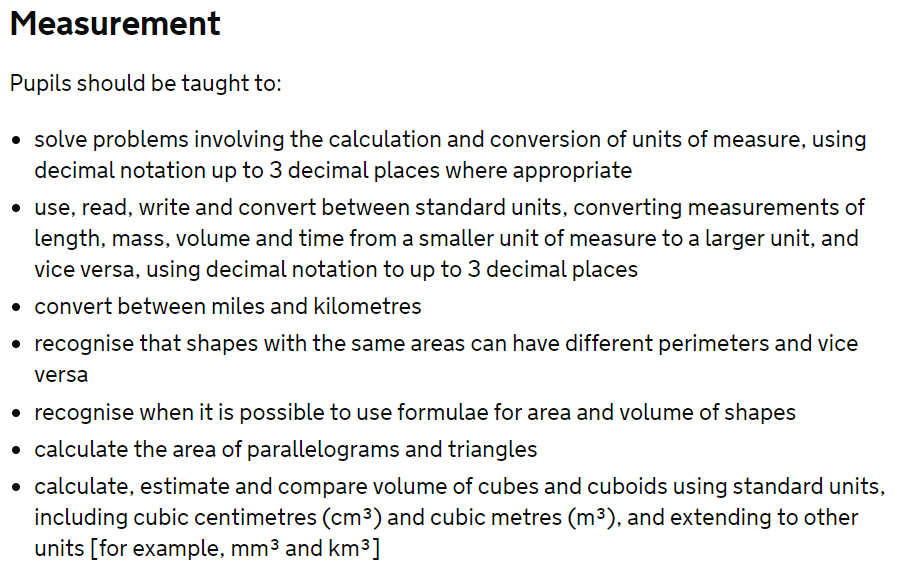 Measurement
Pupils should be taught to:
• solve problems involving the calculation and conversion of units of measure, using
decimal notation up to 3 decimal places where appropriate
• use, read, write and convert between standard units, converting measurements of
length, mass, volume and time from a smaller unit of measure to a larger unit, and
vice versa, using decimal notation to up to 3 decimal places
• convert between miles and kilometres
• recognise that shapes with the same areas can have different perimeters and vice
versa
• recognise when it is possible to use formulae for area and volume of shapes
• calculate the area of parallelograms and triangles
• calculate, estimate and compare volume of cubes and cuboids using standard units,
including cubic centimetres (cm³) and cubic metres (m³), and extending to other
units [for example, mm³ and km³]